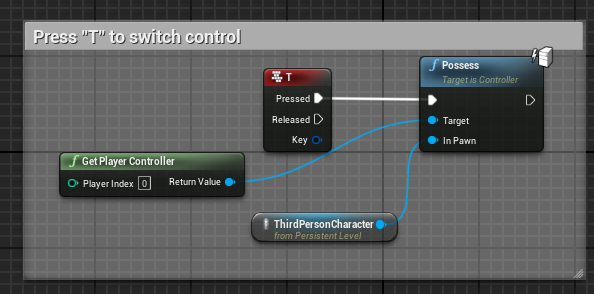 Press "T" to switch control
T
Pressed
Released
Key
f Possess
Target is Controller
Target
In Pawn
f Get Player Controller
Player Index 0
Return Value
ThirdPersonCharacter
from Persistent Level